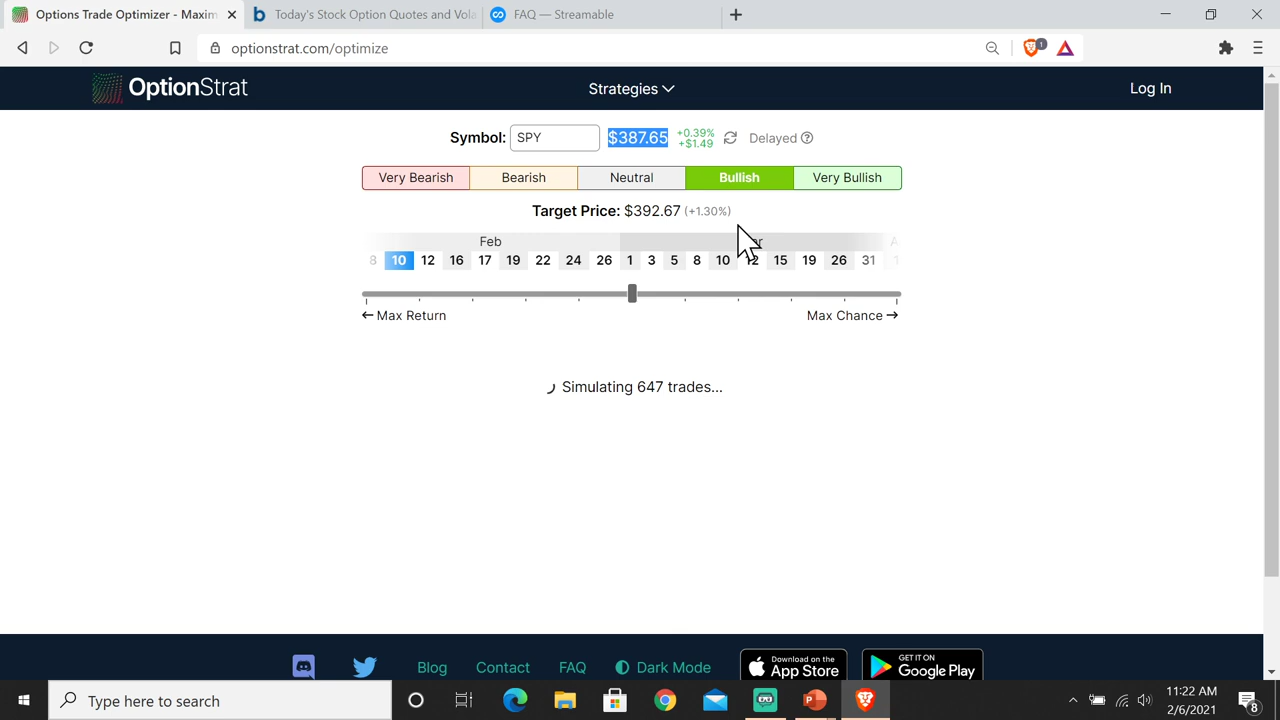 Options Trade Optimizer - Maxim
Today's Stock Option Quotes and Vola
FAQ — Streamable
optionstrat.com/optimize
1
OptionStrat
Strategies
Log In
Symbol: SPY $387.65 +0.39% +$1.49 Delayed
Very Bearish Bearish Neutral Bullish Very Bullish
Target Price: $392.67 (+1.30%)
Feb
8 10 12 16 17 19 22 24 26 1 3 5 8 10 12 15 19 26 31
← Max Return Max Chance →
Simulating 647 trades...
Blog Contact FAQ Dark Mode
Download on the App Store
GET IT ON Google Play
Type here to search
11:22 AM
2/6/2021
8